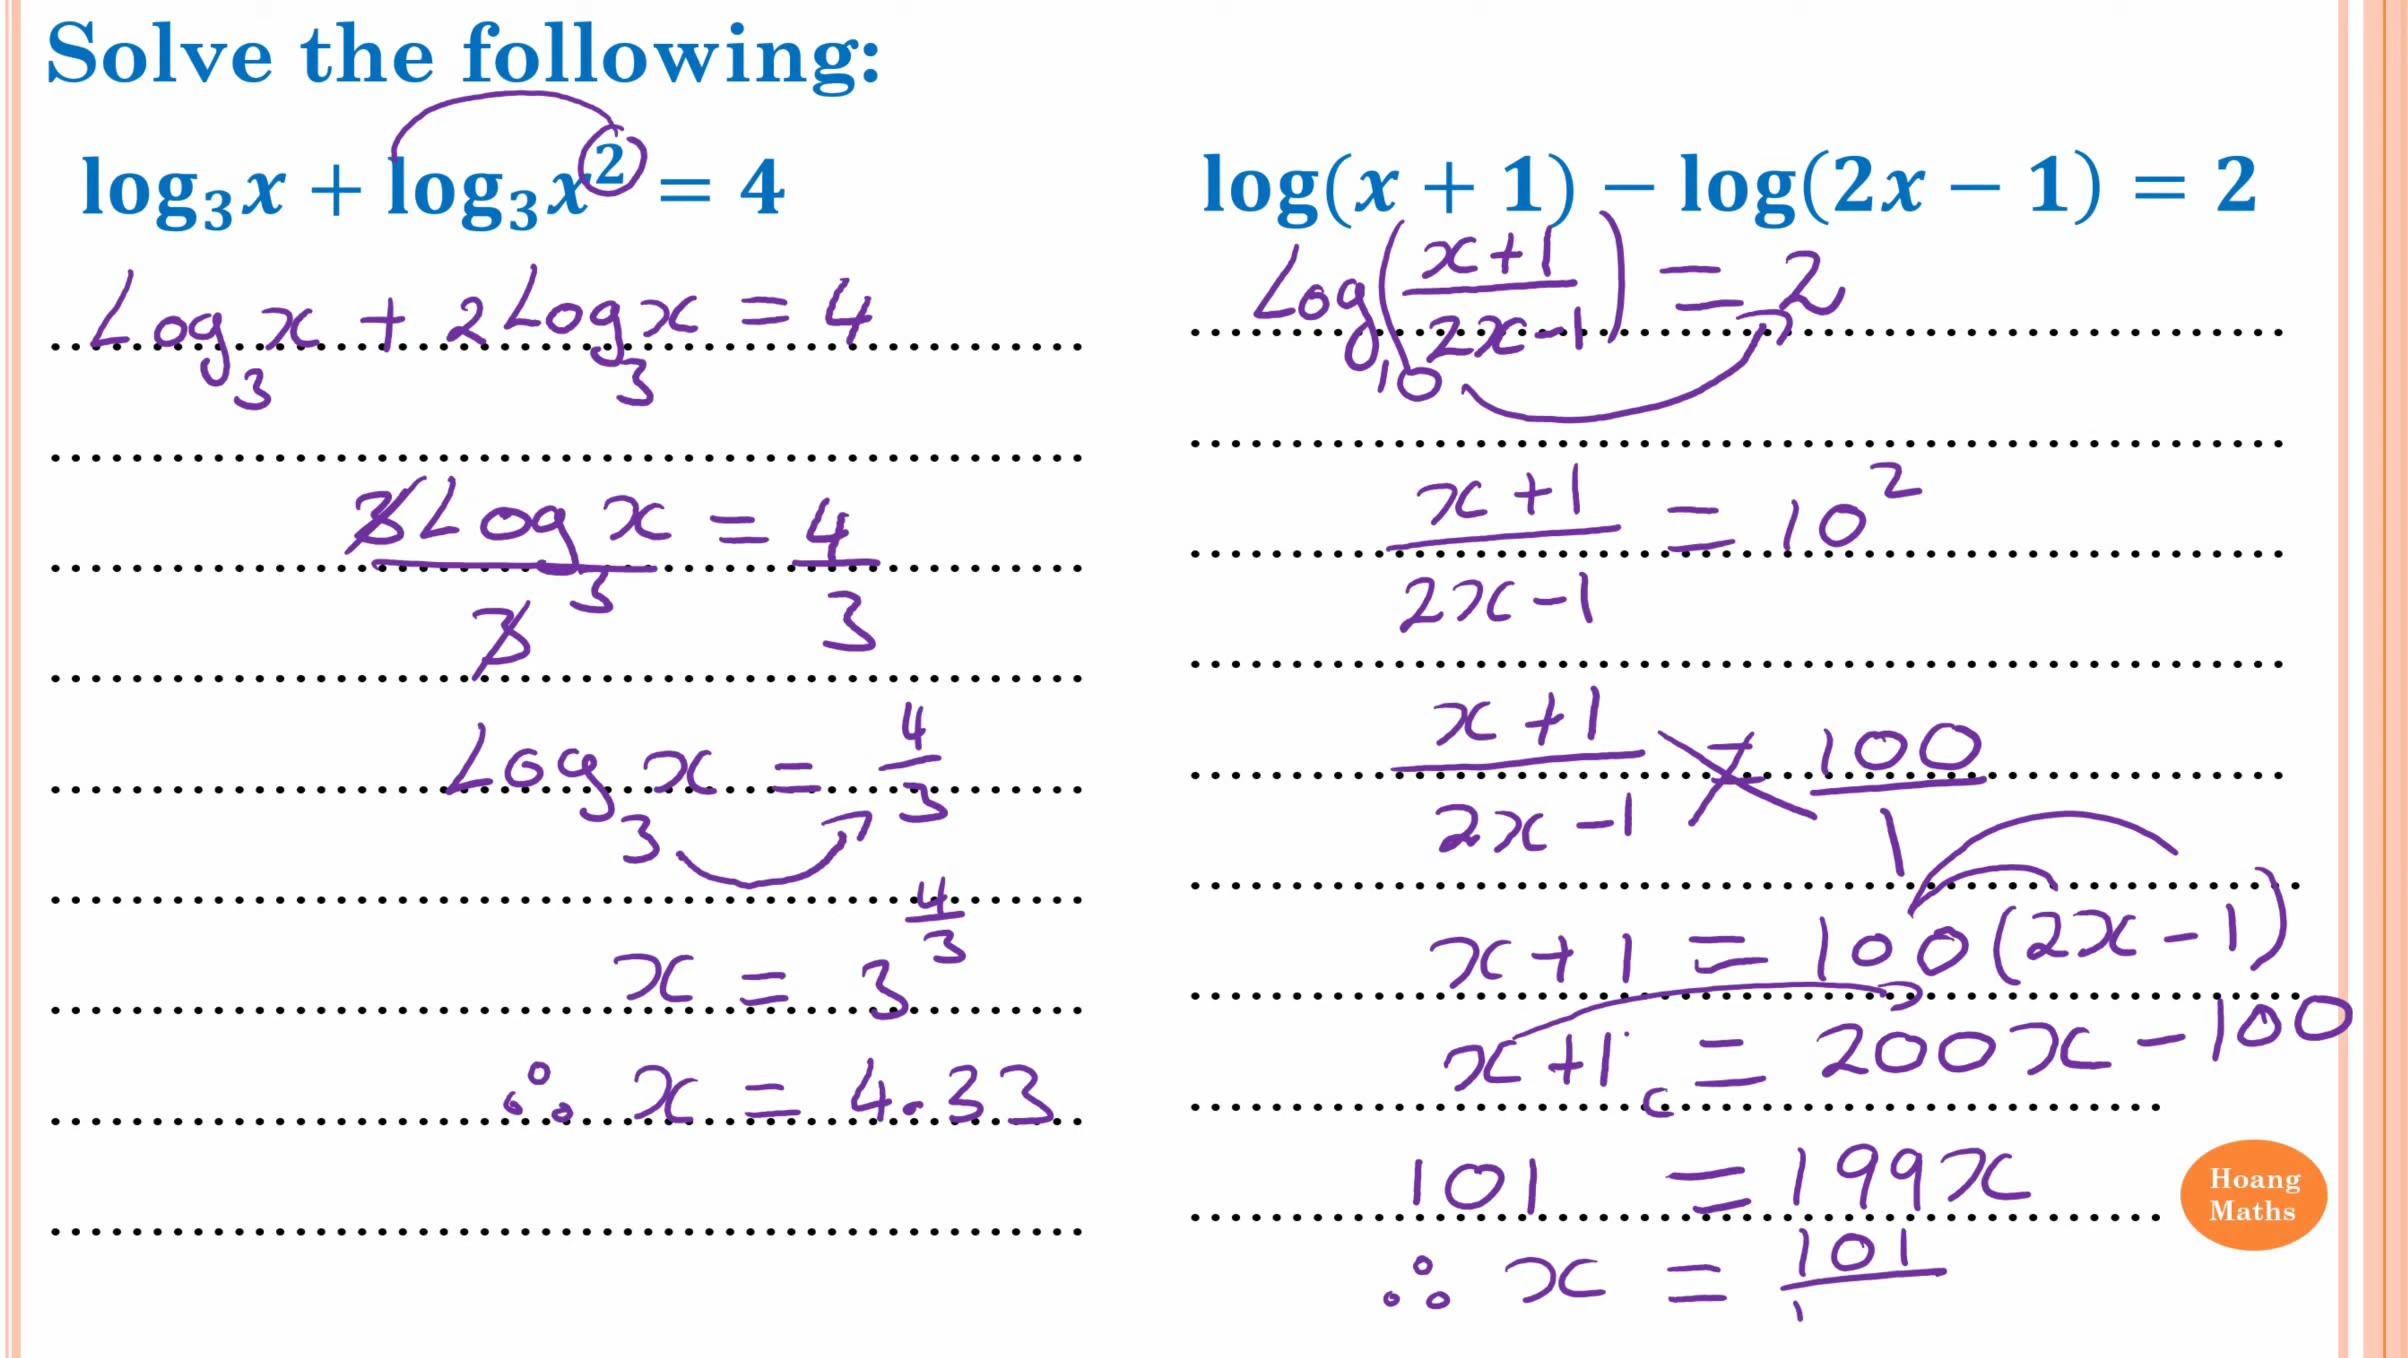 Solve the following:
log₃x + log₃x² = 4
Log₃x + 2Log₃x = 4
3Log₃x = 4
3 3
Log₃x = 4/3
x = 3^(4/3)
∴ x = 4.33
log(x + 1) − log(2x − 1) = 2
Log₁₀((x+1)/(2x−1)) = 2
(x+1)/(2x−1) = 10²
(x+1)/(2x−1) = 100/1
x+1 = 100(2x−1)
x+1 = 200x − 100
101 = 199x
∴ x = 101
1
Hoang
Maths